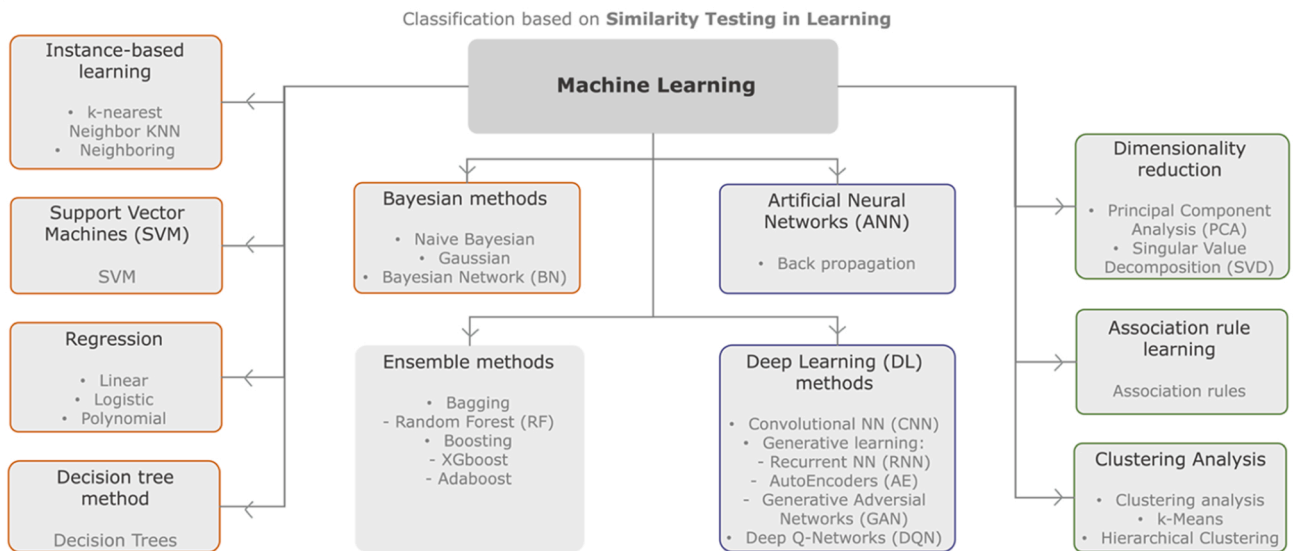 Classification based on Similarity Testing in Learning
Machine Learning
Instance-based
learning
• k-nearest
Neighbor KNN
• Neighboring
Support Vector
Machines (SVM)
SVM
Regression
• Linear
• Logistic
• Polynomial
Decision tree
method
Decision Trees
Bayesian methods
• Naive Bayesian
• Gaussian
• Bayesian Network (BN)
Artificial Neural
Networks (ANN)
• Back propagation
Ensemble methods
• Bagging
- Random Forest (RF)
• Boosting
- XGboost
- Adaboost
Deep Learning (DL)
methods
• Convolutional NN (CNN)
• Generative learning:
- Recurrent NN (RNN)
- AutoEncoders (AE)
- Generative Adversial
Networks (GAN)
• Deep Q-Networks (DQN)
Dimensionality
reduction
• Principal Component
Analysis (PCA)
• Singular Value
Decomposition (SVD)
Association rule
learning
Association rules
Clustering Analysis
• Clustering analysis
• k-Means
• Hierarchical Clustering